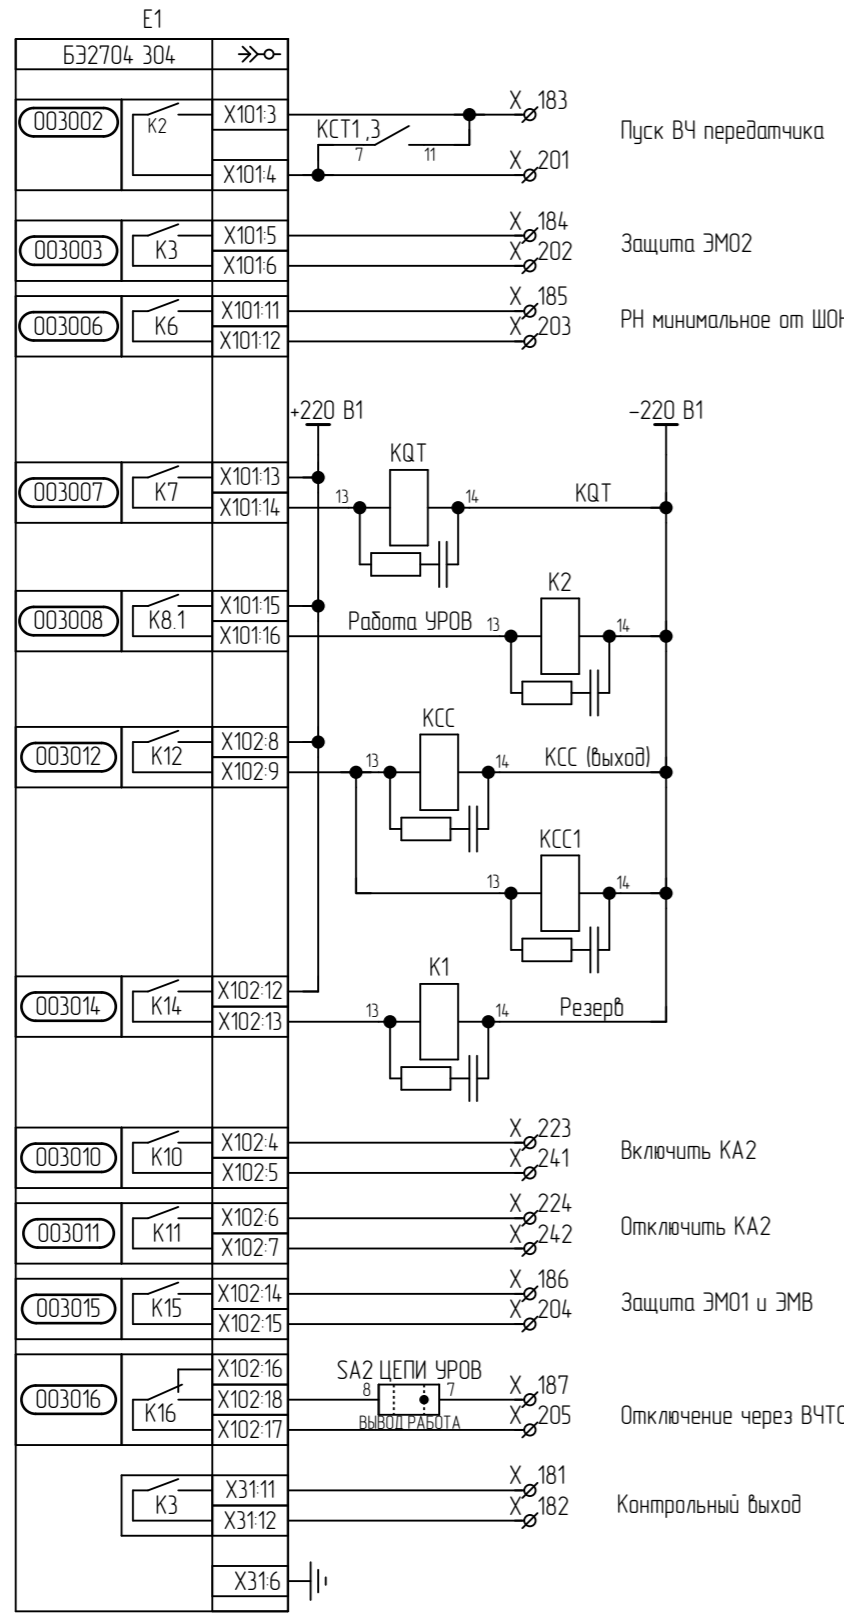 E1
БЭ2704 304
003002
K2
X101:3
X101:4
КСТ1,3
7
11
X 183
X 201
Пуск ВЧ передатчика
003003
K3
X101:5
X101:6
X 184
X 202
Защита ЭМО2
003006
K6
X101:11
X101:12
X 185
X 203
РН минимальное от ШОН
+220 В1
-220 В1
003007
K7
X101:13
X101:14
13
KQT
14
KQT
003008
K8.1
X101:15
X101:16
Работа УРОВ
13
K2
14
003012
K12
X102:8
X102:9
13
KCC
14
KCC (выход)
13
KCC1
14
003014
K14
X102:12
X102:13
13
K1
14
Резерв
003010
K10
X102:4
X102:5
X 223
X 241
Включить КА2
003011
K11
X102:6
X102:7
X 224
X 242
Отключить КА2
003015
K15
X102:14
X102:15
X 186
X 204
Защита ЭМО1 и ЭМВ
003016
K16
X102:16
X102:18
X102:17
SA2 ЦЕПИ УРОВ
8
7
ВЫВОД РАБОТА
X 187
X 205
Отключение через ВЧТО
K3
X31:11
X31:12
X 181
X 182
Контрольный выход
X31:6